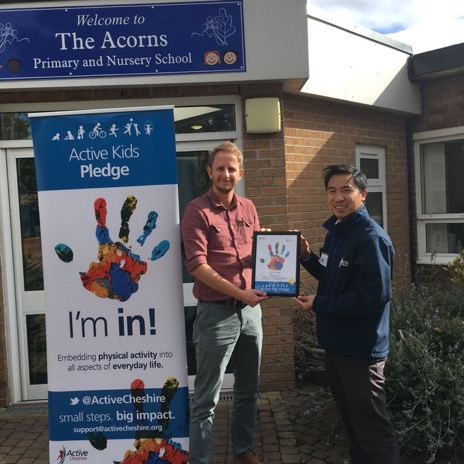 Welcome to
The Acorns
Primary and Nursery School
Active Kids
Pledge
I'm in!
Embedding physical activity into
all aspects of everyday life.
@ActiveCheshire
small steps. big impact.
support@activecheshire.org
Active
Cheshire